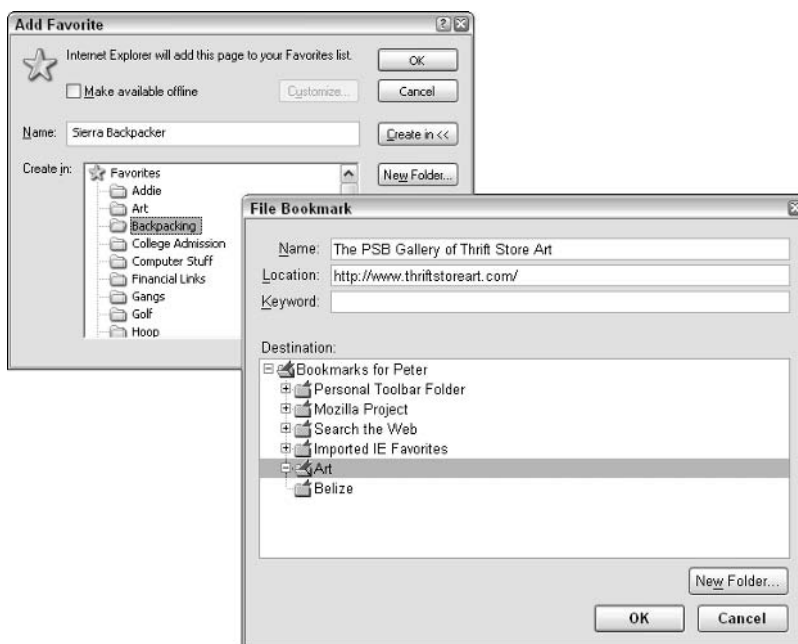 Add Favorite
Internet Explorer will add this page to your Favorites list.
OK
Make available offline
Customize...
Cancel
Name: Sierra Backpacker
Create in <<
Create in:
Favorites
New Folder...
Addie
Art
Backpacking
College Admission
Computer Stuff
Financial Links
Gangs
Golf
Hoop
File Bookmark
Name: The PSB Gallery of Thrift Store Art
Location: http://www.thriftstoreart.com/
Keyword:
Destination:
Bookmarks for Peter
Personal Toolbar Folder
Mozilla Project
Search the Web
Imported IE Favorites
Art
Belize
New Folder...
OK
Cancel